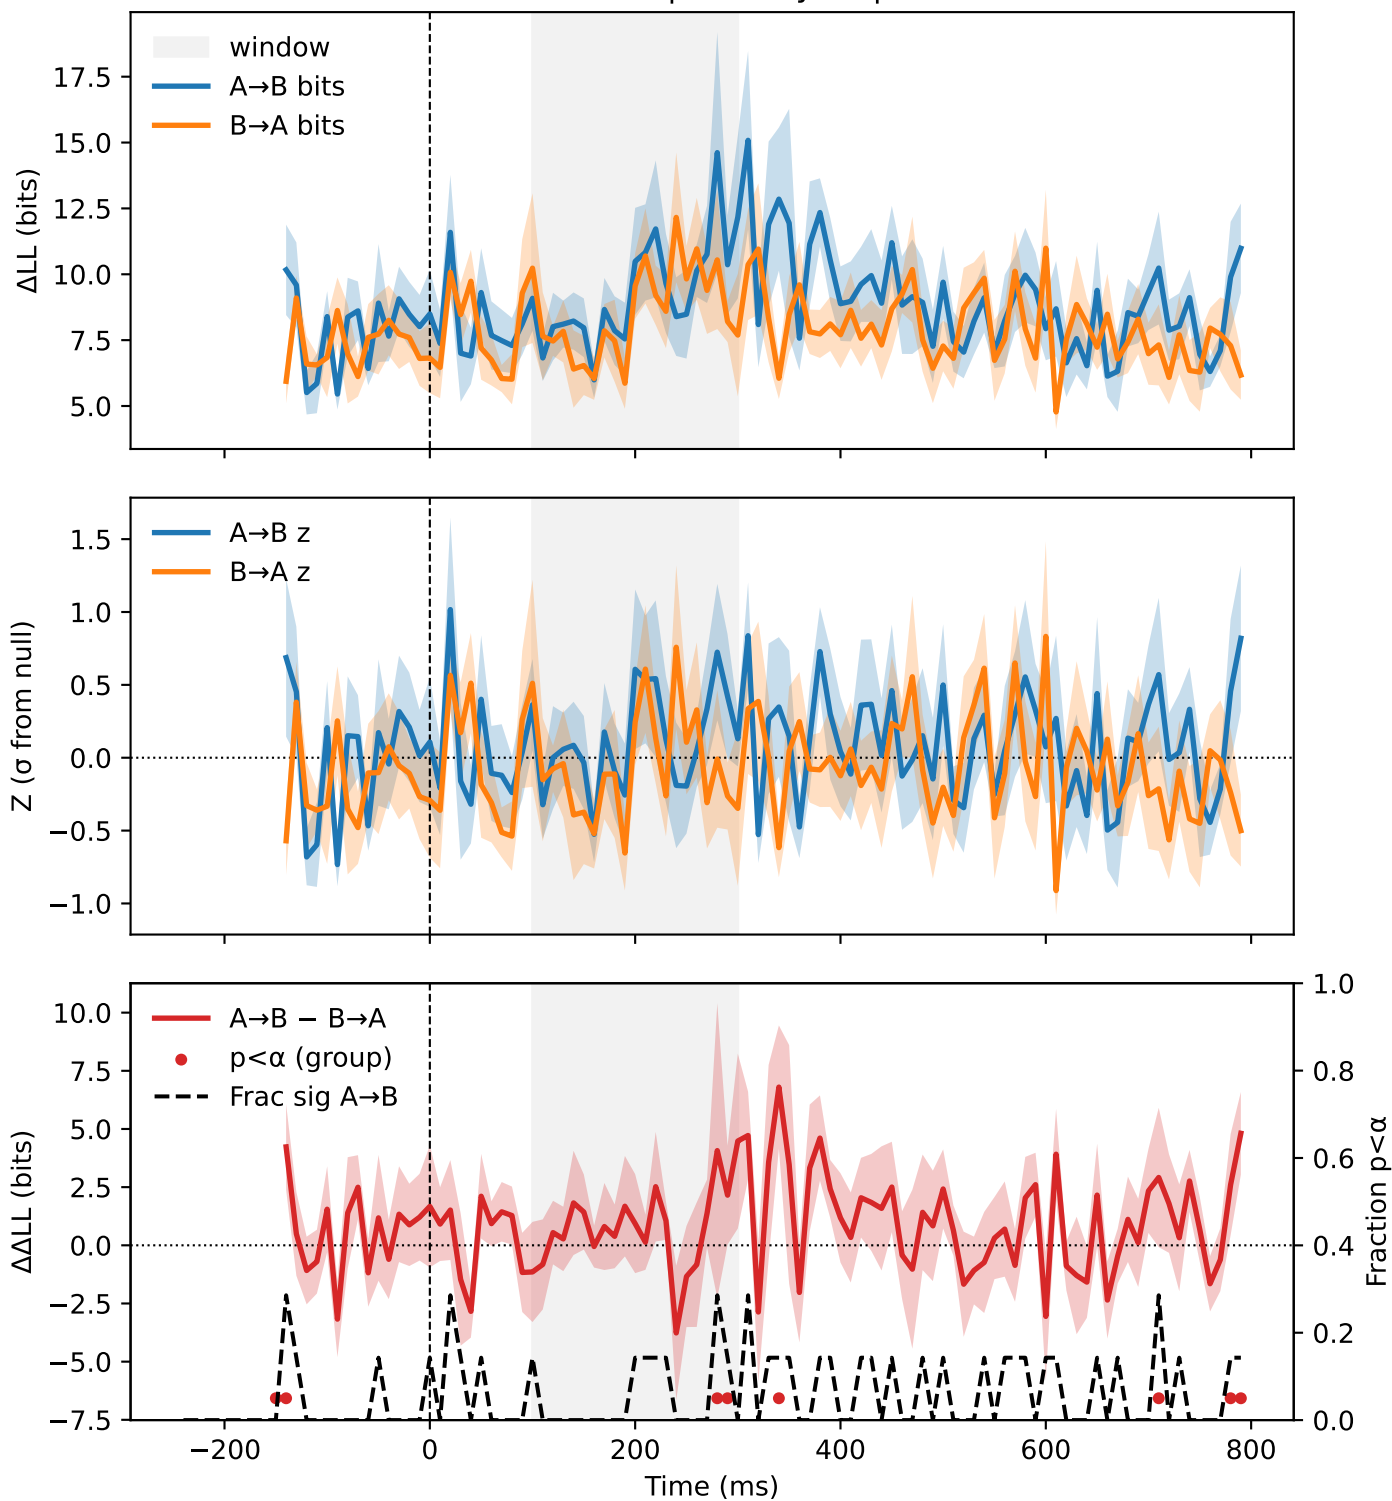 window
A→B bits
B→A bits
17.5
15.0
12.5
10.0
7.5
5.0
ΔLL (bits)
A→B z
B→A z
1.5
1.0
0.5
0.0
−0.5
−1.0
Z (σ from null)
A→B − B→A
p<α (group)
Frac sig A→B
10.0
7.5
5.0
2.5
0.0
−2.5
−5.0
−7.5
ΔΔLL (bits)
1.0
0.8
0.6
0.4
0.2
0.0
Fraction p<α
−200 0 200 400 600 800
Time (ms)